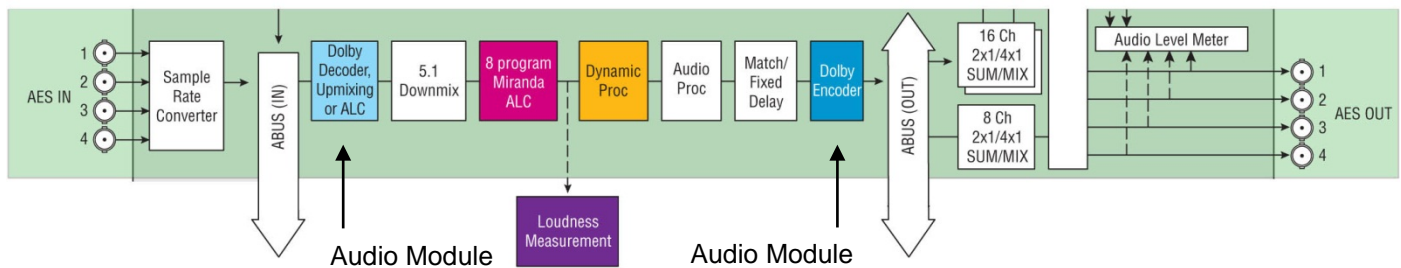 AES IN
1
2
3
4
Sample
Rate
Converter
ABUS (IN)
Dolby
Decoder,
Upmixing
or ALC
5.1
Downmix
8 program
Miranda
ALC
Dynamic
Proc
Audio
Proc
Match/
Fixed
Delay
Dolby
Encoder
ABUS (OUT)
16 Ch
2x1/4x1
SUM/MIX
8 Ch
2x1/4x1
SUM/MIX
Audio Level Meter
1
2
3
4
AES OUT
Loudness
Measurement
Audio Module
Audio Module